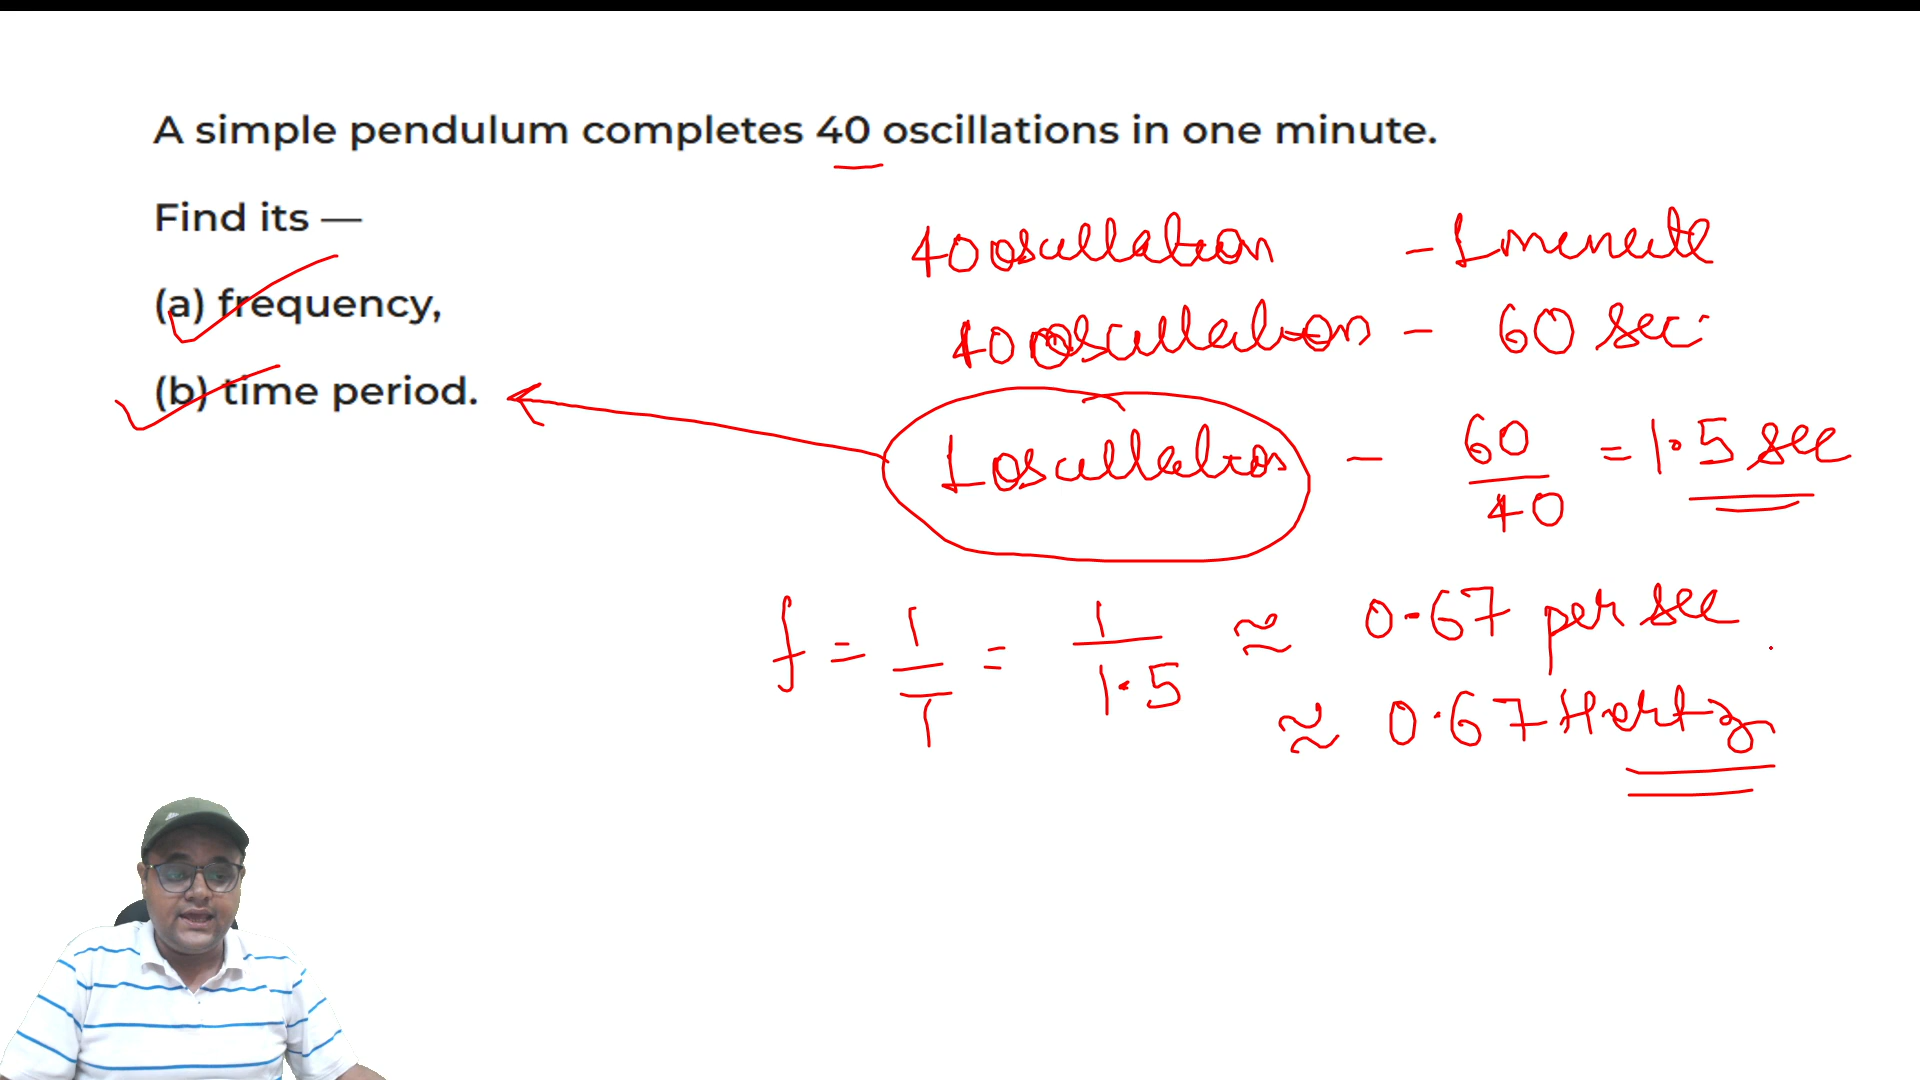 A simple pendulum completes 40 oscillations in one minute.
Find its —
(a) frequency,
(b) time period.
40 oscillation - 1 minute
40 oscillation - 60 sec
1 oscillation - 60/40 = 1.5 sec
f = 1/T = 1/1.5 ≈ 0.67 per sec.
≈ 0.67 Hertz